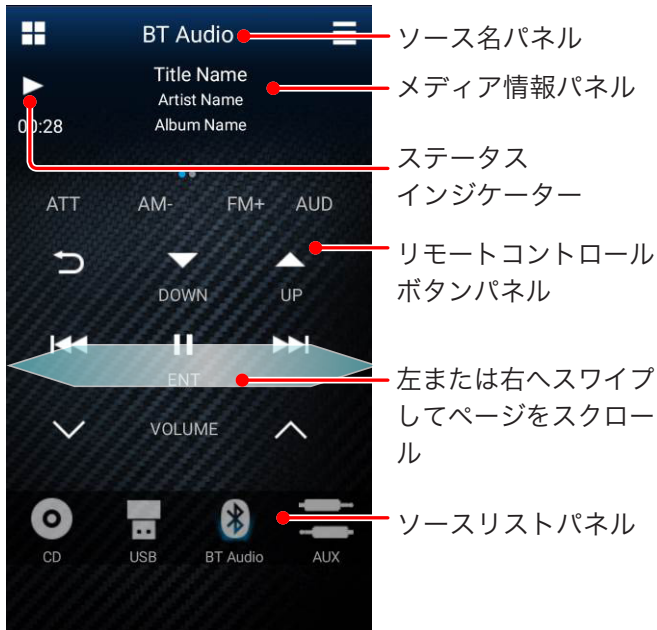 BT Audio
ソース名パネル
Title Name
Artist Name
Album Name
メディア情報パネル
00:28
ステータス
インジケーター
ATT AM- FM+ AUD
リモートコントロール
ボタンパネル
DOWN UP
ENT
左または右へスワイプ
してページをスクロー
ル
VOLUME
ソースリストパネル
CD USB BT Audio AUX